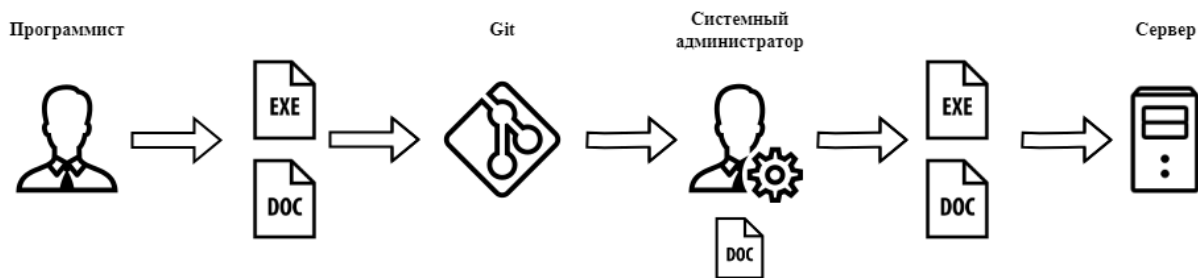 Программист
Git
Системный
администратор
Сервер
EXE
DOC
DOC
EXE
DOC